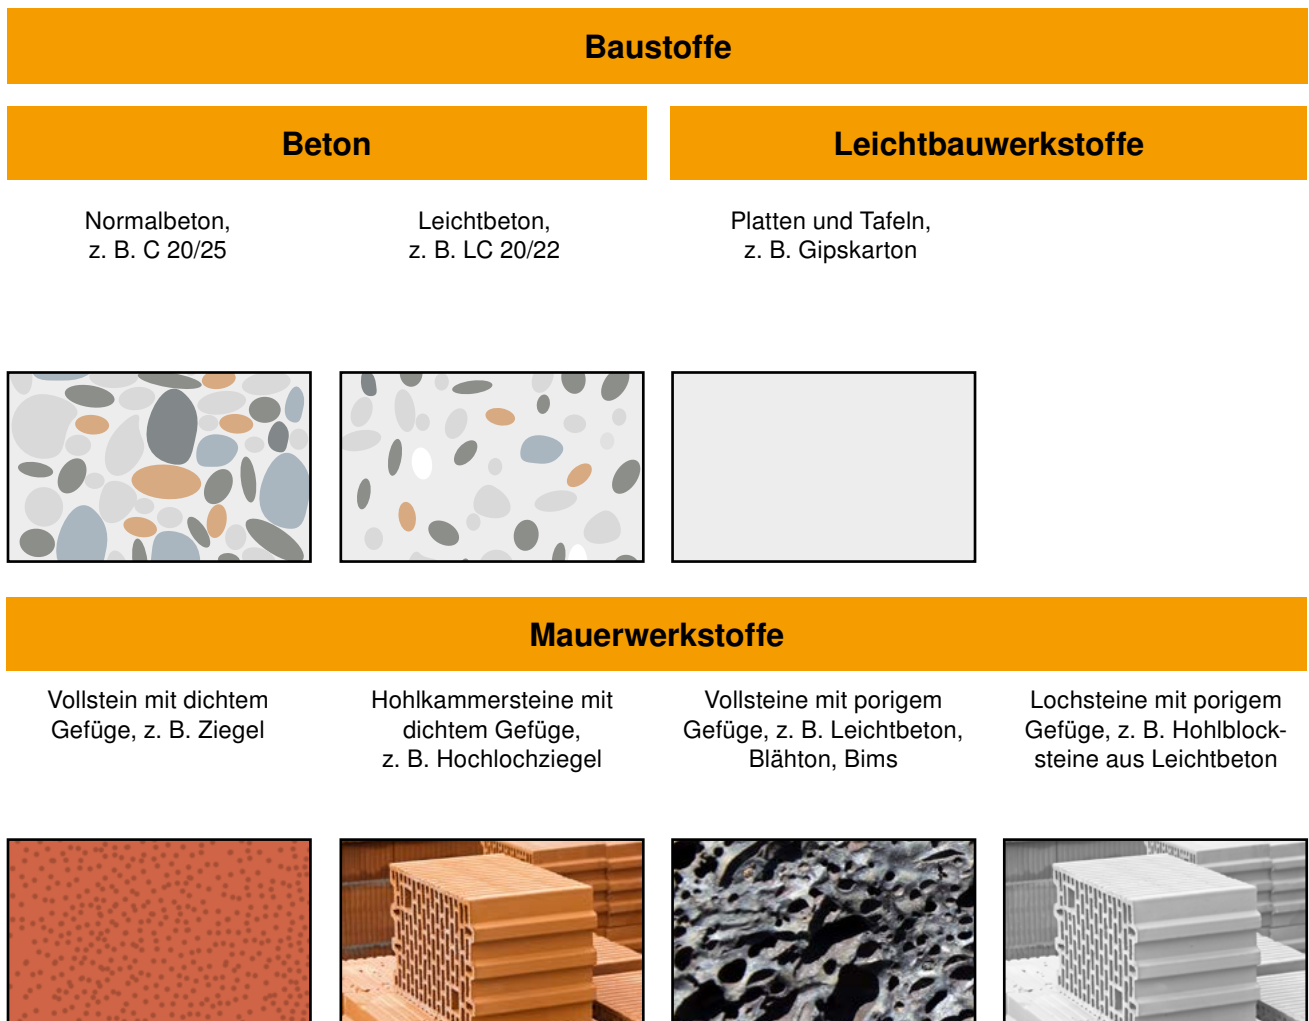 Baustoffe
Beton
Leichtbauwerkstoffe
Normalbeton,
z. B. C 20/25
Leichtbeton,
z. B. LC 20/22
Platten und Tafeln,
z. B. Gipskarton
Mauerwerkstoffe
Vollstein mit dichtem
Gefüge, z. B. Ziegel
Hohlkammersteine mit
dichtem Gefüge,
z. B. Hochlochziegel
Vollsteine mit porigem
Gefüge, z. B. Leichtbeton,
Blähton, Bims
Lochsteine mit porigem
Gefüge, z. B. Hohlblock-
steine aus Leichtbeton